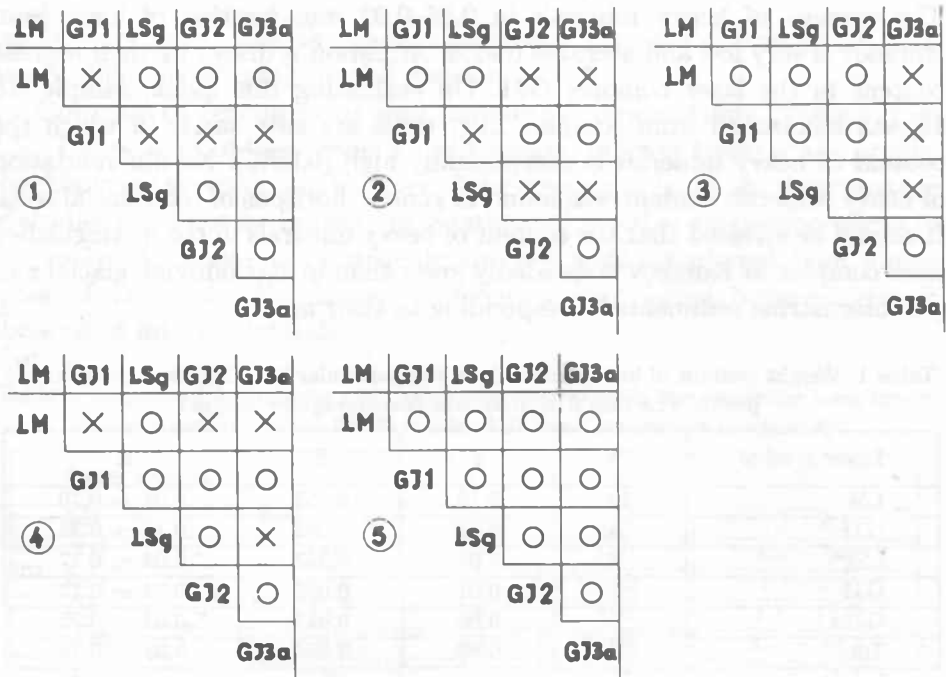 LM GJ1 LSg GJ2 GJ3a
LM × ○ ○ ○
GJ1 × ○ ×
① LSg ○ ○
GJ2 ○
GJ3a
LM GJ1 LSg GJ2 GJ3a
LM ○ ○ ○ ×
GJ1 × ○ ○
② LSg × ×
GJ2 ○
GJ3a
LM GJ1 LSg GJ2 GJ3a
LM ○ ○ ○ ×
GJ1 ○ ○ ×
③ LSg ○ ×
GJ2 ○
GJ3a
LM GJ1 LSg GJ2 GJ3a
LM × ○ × ×
GJ1 ○ ○ ○
④ LSg ○ ×
GJ2 ○
GJ3a
LM GJ1 LSg GJ2 GJ3a
LM ○ ○ ○ ○
GJ1 ○ ○ ○
⑤ LSg ○ ○
GJ2 ○
GJ3a